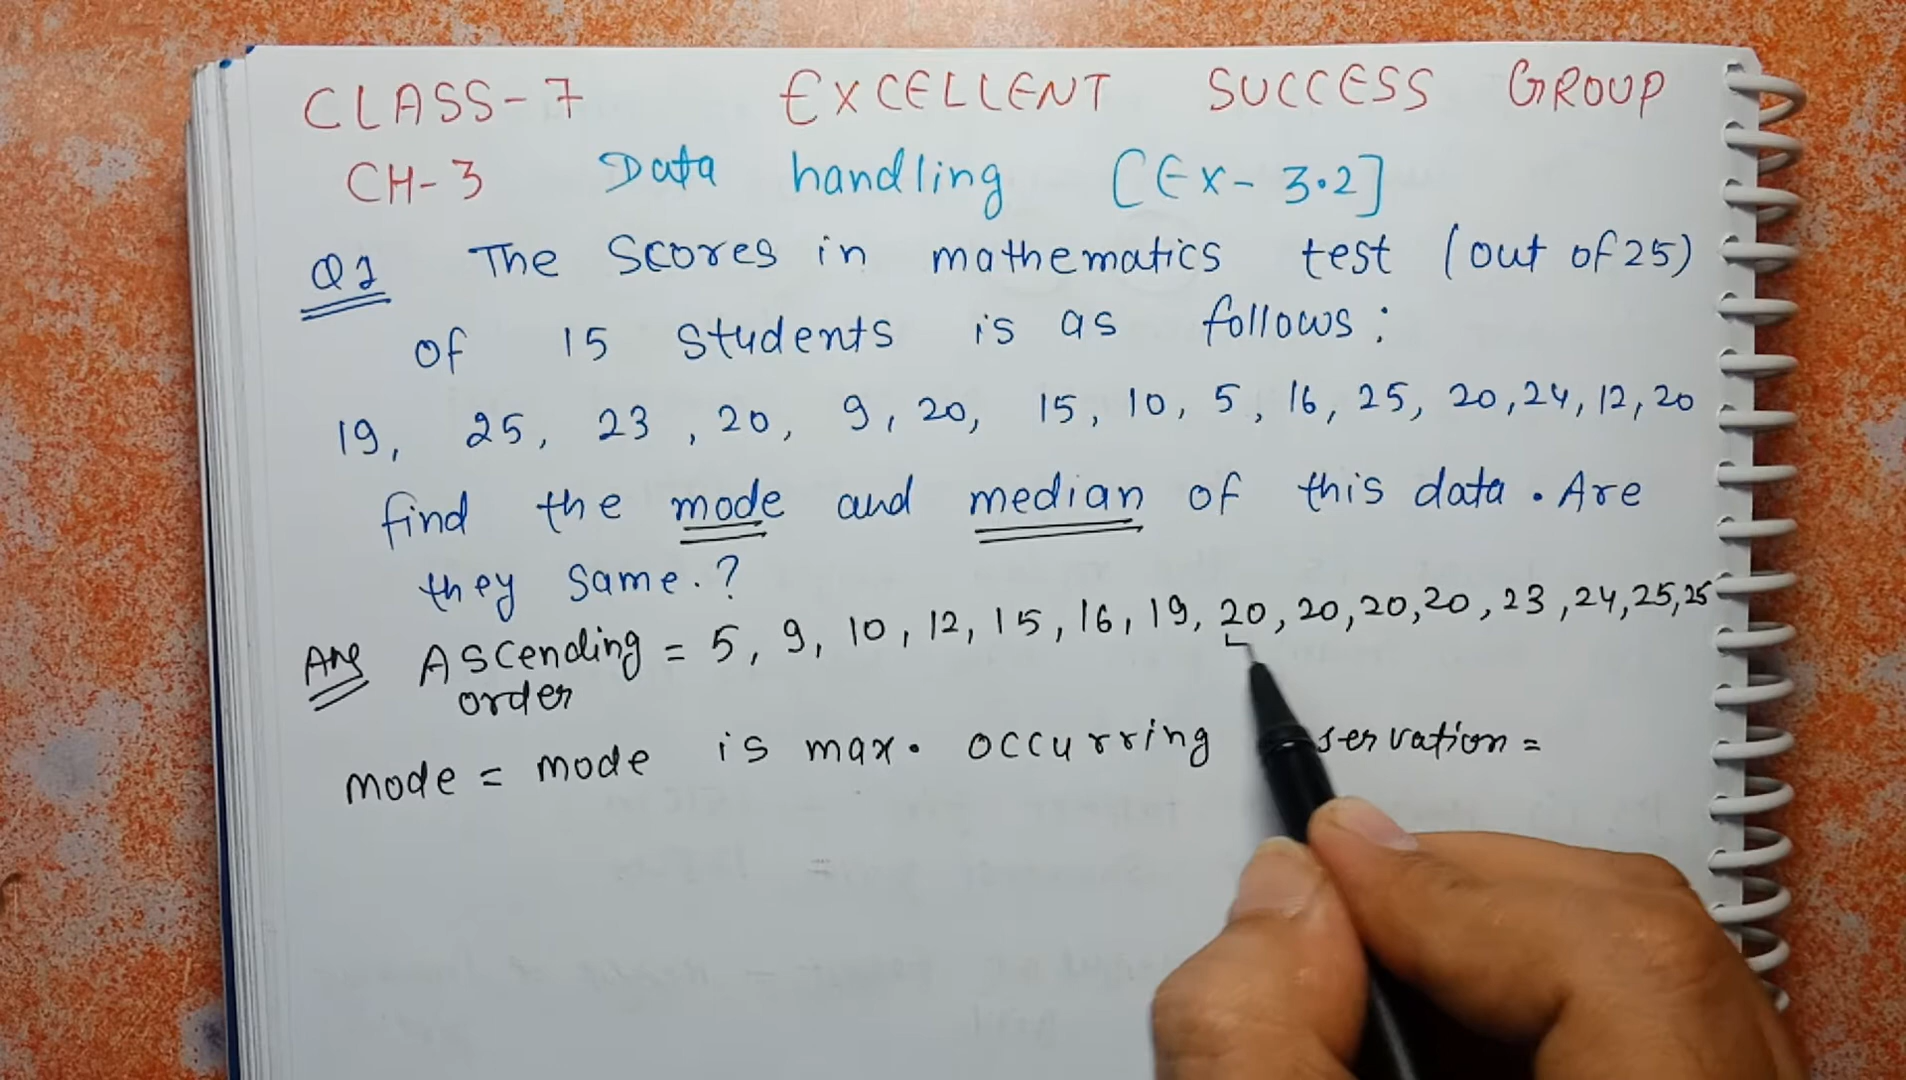 CLASS-7 EXCELLENT SUCCESS GROUP
CH-3 Data handling [Ex-3.2]
Q1 The Scores in mathematics test (out of 25)
of 15 students is as follows:
19, 25, 23, 20, 9, 20, 15, 10, 5, 16, 25, 20, 24, 12, 20
find the mode and median of this data. Are
they same.?
Ans Ascending = 5, 9, 10, 12, 15, 16, 19, 20, 20, 20, 20, 23, 24, 25, 25
order
mode = mode is max. occurring servation =